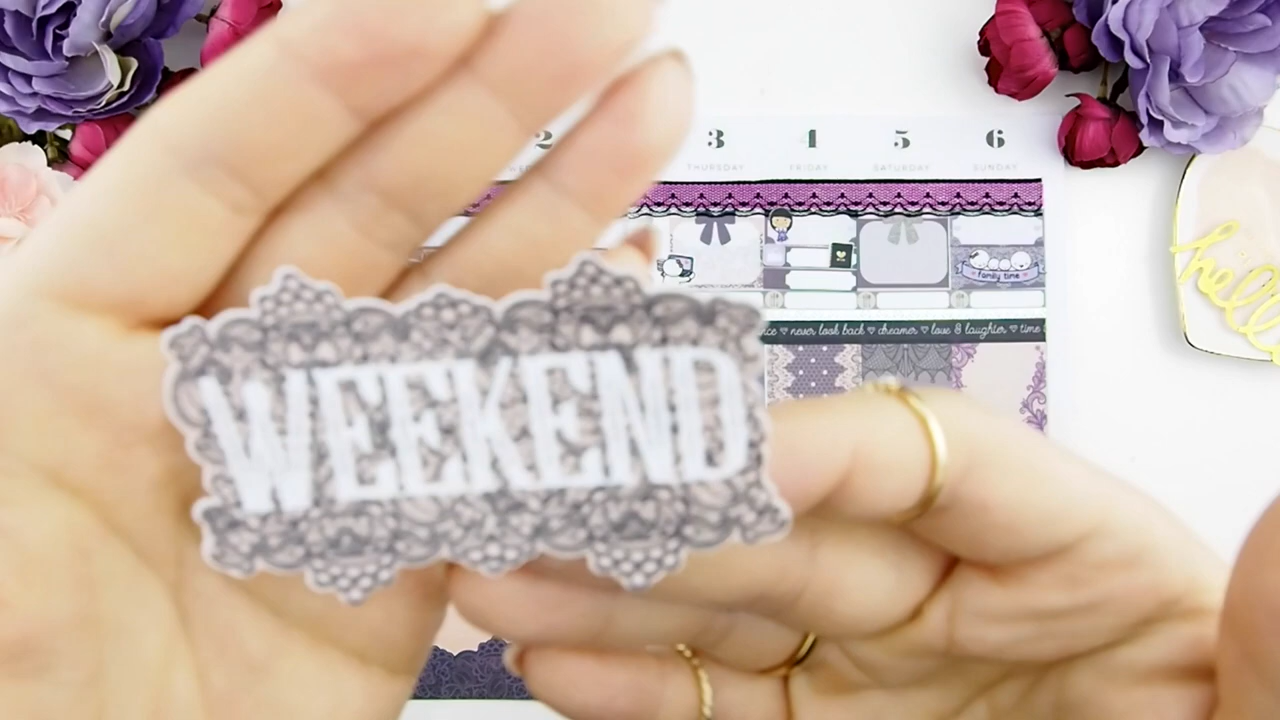 2 3 4 5 6
THURSDAY FRIDAY SATURDAY SUNDAY
family time
never look back ♡ dreamer ♡ love & laughter ♡ time
WEEKEND
hello